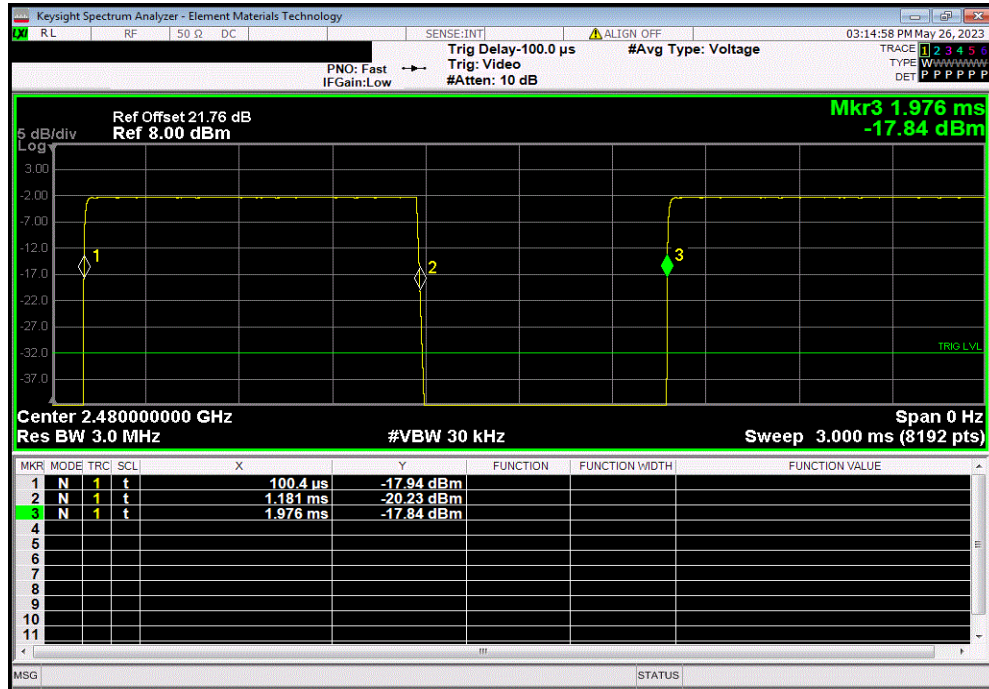 Keysight Spectrum Analyzer - Element Materials Technology
LXI RL RF 50 Ω DC SENSE:INT ALIGN OFF 03:14:58 PM May 26, 2023
Trig Delay-100.0 µs #Avg Type: Voltage TRACE 1 2 3 4 5 6
PNO: Fast Trig: Video TYPE WWWWWW
IFGain:Low #Atten: 10 dB DET P P P P P P
Mkr3 1.976 ms
-17.84 dBm
Ref Offset 21.76 dB
5 dB/div Ref 8.00 dBm
Log
3.00
-2.00
-7.00
-12.0
1
2
3
-17.0
-22.0
-27.0
-32.0
TRIG LVL
-37.0
Center 2.480000000 GHz Span 0 Hz
Res BW 3.0 MHz #VBW 30 kHz Sweep 3.000 ms (8192 pts)
MKR MODE TRC SCL X Y FUNCTION FUNCTION WIDTH FUNCTION VALUE
1 N 1 t 100.4 µs -17.94 dBm
2 N 1 t 1.181 ms -20.23 dBm
3 N 1 t 1.976 ms -17.84 dBm
4
5
6
7
8
9
10
11
MSG STATUS